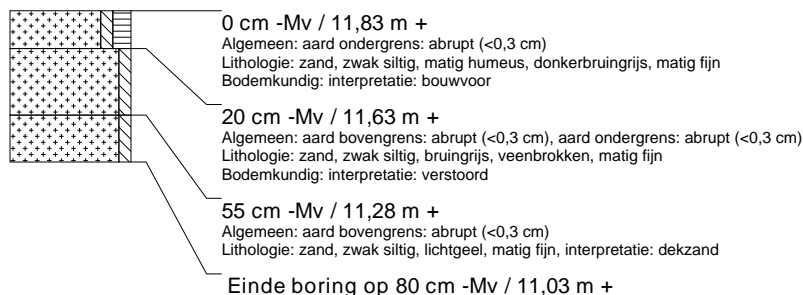 0 cm -Mv / 11,83 m +
Algemeen: aard ondergrens: abrupt (<0,3 cm)
Lithologie: zand, zwak siltig, matig humeus, donkerbruingrijs, matig fijn
Bodemkundig: interpretatie: bouwvoor
20 cm -Mv / 11,63 m +
Algemeen: aard bovengrens: abrupt (<0,3 cm), aard ondergrens: abrupt (<0,3 cm)
Lithologie: zand, zwak siltig, bruingrijs, veenbrokken, matig fijn
Bodemkundig: interpretatie: verstoord
55 cm -Mv / 11,28 m +
Algemeen: aard bovengrens: abrupt (<0,3 cm)
Lithologie: zand, zwak siltig, lichtgeel, matig fijn, interpretatie: dekzand
Einde boring op 80 cm -Mv / 11,03 m +